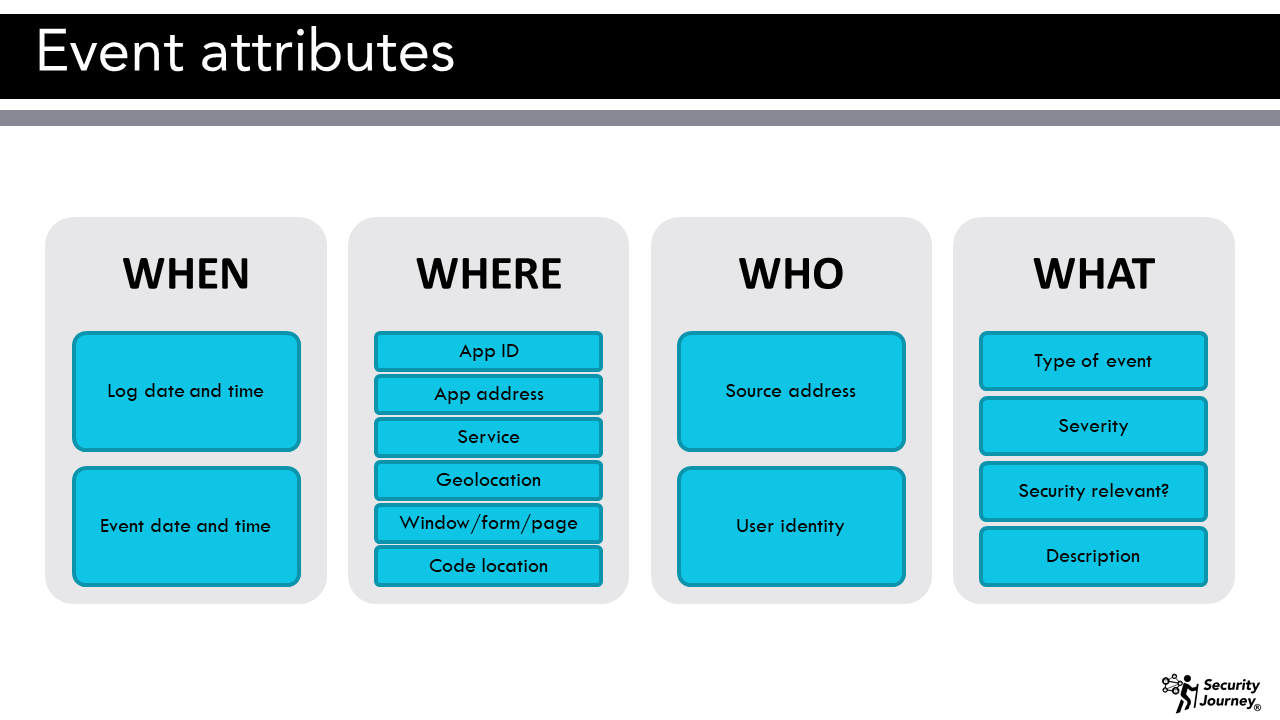 Event attributes
WHEN
Log date and time
Event date and time
WHERE
App ID
App address
Service
Geolocation
Window/form/page
Code location
WHO
Source address
User identity
WHAT
Type of event
Severity
Security relevant?
Description
Security
Journey®